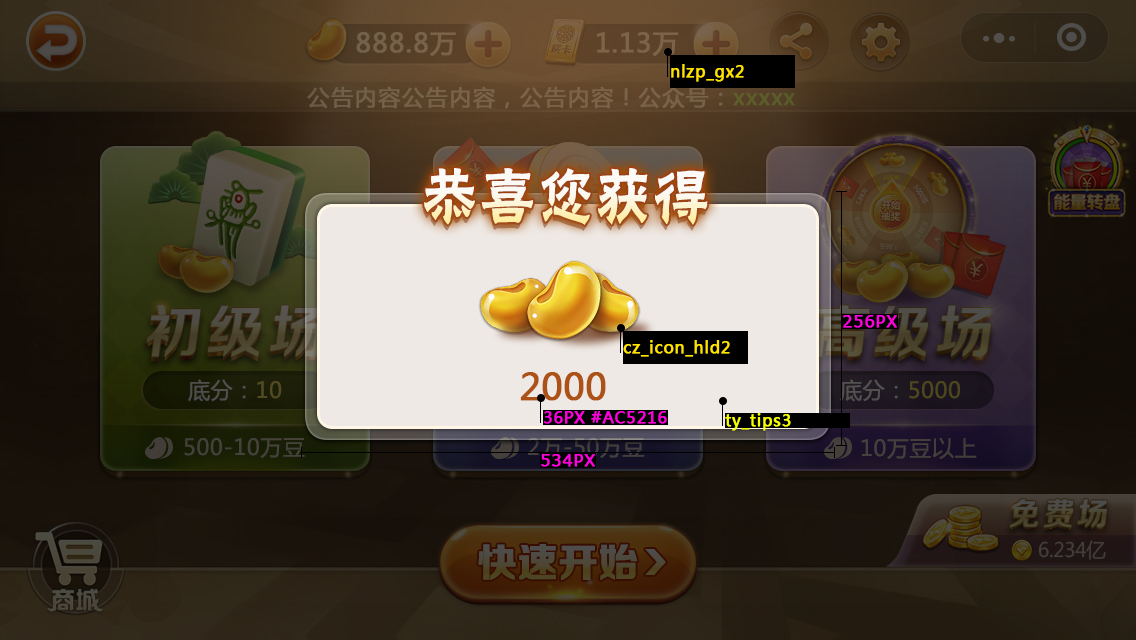 888.8万
1.13万
nlzp_gx2
公告内容公告内容，公告内容！公众号：xxxxx
恭喜您获得
开始
抽奖
能量转盘
初级场
高级场
256PX
cz_icon_hld2
底分：10
2000
底分：5000
36PX #AC5216
ty_tips3
500-10万豆
2万-50万豆
10万豆以上
534PX
快速开始
免费场
6.234亿
商城